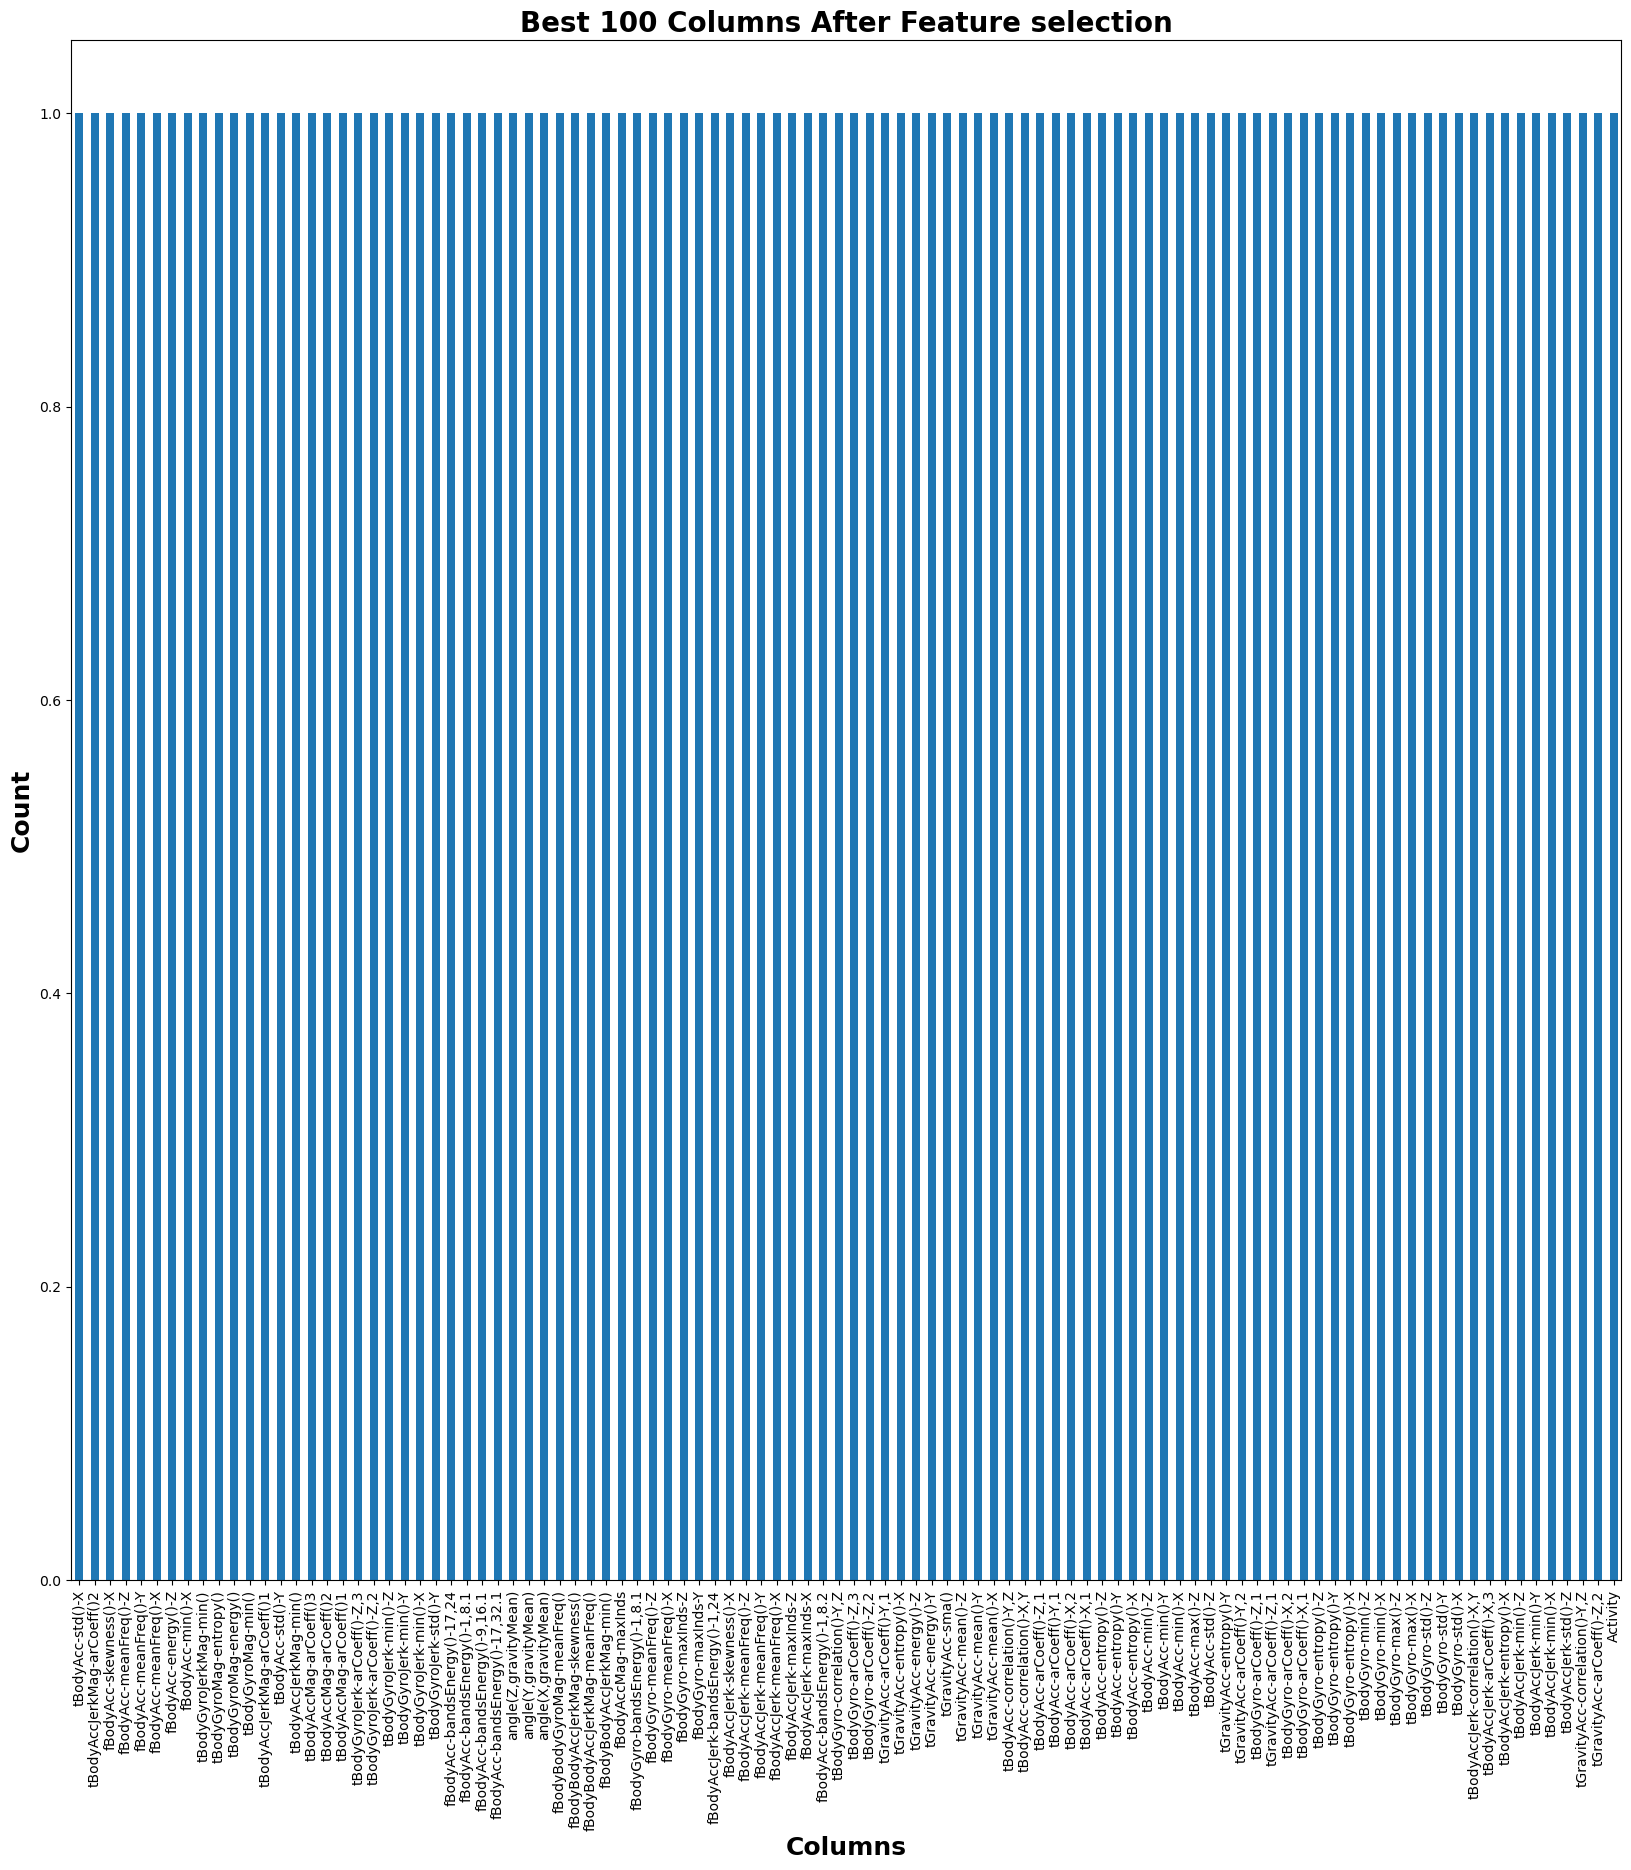 Best 100 Columns After Feature selection
Count
1.0
0.8
0.6
0.4
0.2
0.0
tBodyAcc-std()-X
tBodyAccJerkMag-arCoeff()2
fBodyAcc-skewness()-X
fBodyAcc-meanFreq()-Z
fBodyAcc-meanFreq()-Y
fBodyAcc-meanFreq()-X
fBodyAcc-energy()-Z
fBodyAcc-min()-X
tBodyGyroJerkMag-min()
tBodyGyroMag-entropy()
tBodyGyroMag-energy()
tBodyGyroMag-min()
tBodyAccJerkMag-arCoeff()1
tBodyAcc-std()-Y
tBodyAccJerkMag-min()
tBodyAccMag-arCoeff()3
tBodyAccMag-arCoeff()2
tBodyAccMag-arCoeff()1
tBodyGyroJerk-arCoeff()-Z,3
tBodyGyroJerk-arCoeff()-Z,2
tBodyGyroJerk-min()-Z
tBodyGyroJerk-min()-Y
tBodyGyroJerk-min()-X
tBodyGyroJerk-std()-Y
fBodyAcc-bandsEnergy()-17,24
fBodyAcc-bandsEnergy()-1,8.1
fBodyAcc-bandsEnergy()-9,16.1
fBodyAcc-bandsEnergy()-17,32.1
angle(Z,gravityMean)
angle(Y,gravityMean)
angle(X,gravityMean)
fBodyBodyGyroMag-meanFreq()
fBodyBodyAccJerkMag-skewness()
fBodyBodyAccJerkMag-meanFreq()
fBodyBodyAccJerkMag-min()
fBodyAccMag-maxInds
fBodyGyro-bandsEnergy()-1,8.1
fBodyGyro-meanFreq()-Z
fBodyGyro-meanFreq()-X
fBodyGyro-maxInds-Z
fBodyGyro-maxInds-Y
fBodyAccJerk-bandsEnergy()-1,24
fBodyAccJerk-skewness()-X
fBodyAccJerk-meanFreq()-Z
fBodyAccJerk-meanFreq()-Y
fBodyAccJerk-meanFreq()-X
fBodyAccJerk-maxInds-Z
fBodyAccJerk-maxInds-X
fBodyAcc-bandsEnergy()-1,8.2
tBodyGyro-correlation()-Y,Z
tBodyGyro-arCoeff()-Z,3
tBodyGyro-arCoeff()-Z,2
tGravityAcc-arCoeff()-Y,1
tGravityAcc-entropy()-X
tGravityAcc-energy()-Z
tGravityAcc-energy()-Y
tGravityAcc-sma()
tGravityAcc-mean()-Z
tGravityAcc-mean()-Y
tGravityAcc-mean()-X
tBodyAcc-correlation()-Y,Z
tBodyAcc-correlation()-X,Y
tBodyAcc-arCoeff()-Z,1
tBodyAcc-arCoeff()-Y,1
tBodyAcc-arCoeff()-X,2
tBodyAcc-arCoeff()-X,1
tBodyAcc-entropy()-Z
tBodyAcc-entropy()-Y
tBodyAcc-entropy()-X
tBodyAcc-min()-Z
tBodyAcc-min()-Y
tBodyAcc-min()-X
tBodyAcc-max()-Z
tBodyAcc-std()-Z
tGravityAcc-entropy()-Y
tGravityAcc-arCoeff()-Y,2
tBodyGyro-arCoeff()-Z,1
tGravityAcc-arCoeff()-Z,1
tBodyGyro-arCoeff()-X,2
tBodyGyro-arCoeff()-X,1
tBodyGyro-entropy()-Z
tBodyGyro-entropy()-Y
tBodyGyro-entropy()-X
tBodyGyro-min()-Z
tBodyGyro-min()-X
tBodyGyro-max()-Z
tBodyGyro-max()-X
tBodyGyro-std()-Z
tBodyGyro-std()-Y
tBodyGyro-std()-X
tBodyAccJerk-correlation()-X,Y
tBodyAccJerk-arCoeff()-X,3
tBodyAccJerk-entropy()-X
tBodyAccJerk-min()-Z
tBodyAccJerk-min()-Y
tBodyAccJerk-min()-X
tBodyAccJerk-std()-Z
tGravityAcc-correlation()-Y,Z
tGravityAcc-arCoeff()-Z,2
Activity
Columns